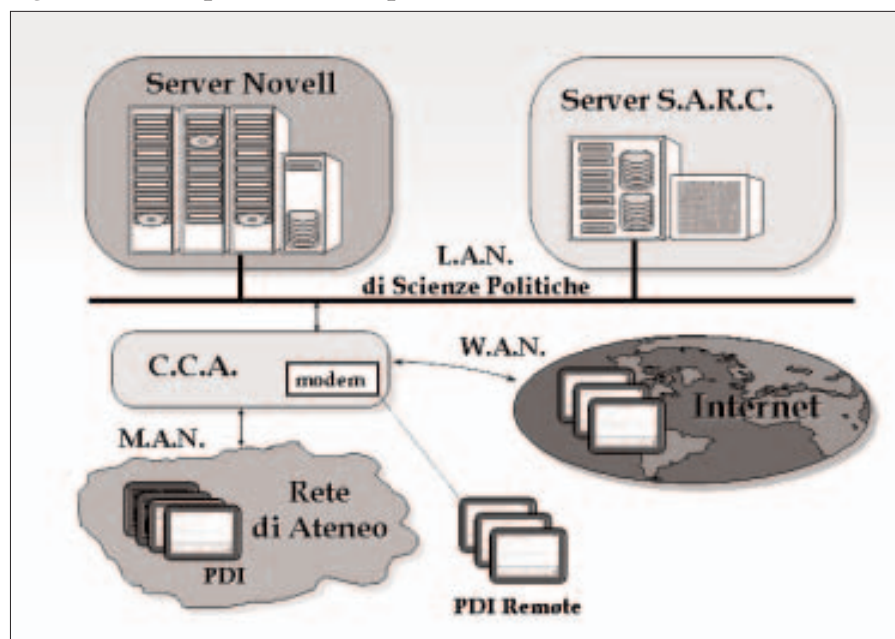 Server Novell
Server S.A.R.C.
L.A.N.
di Scienze Politiche
C.C.A.
modem
W.A.N.
Internet
M.A.N.
Rete
di Ateneo
PDI
PDI Remote